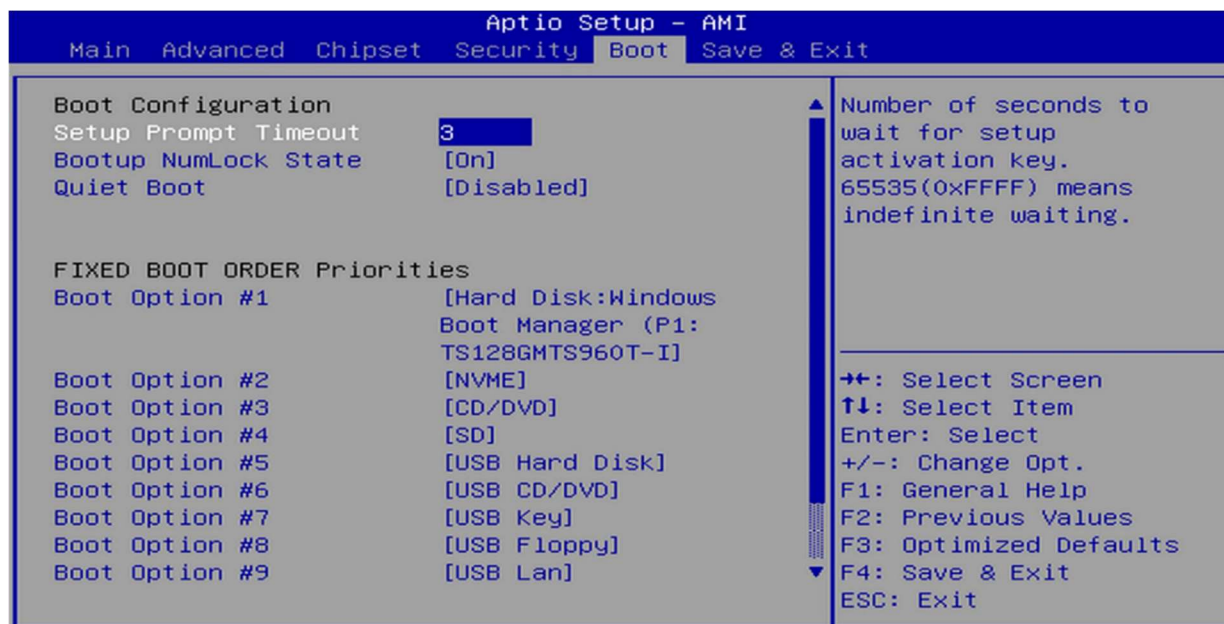 Aptio Setup - AMI
Main Advanced Chipset Security Boot Save & Exit
Boot Configuration
Setup Prompt Timeout 3
Bootup NumLock State [On]
Quiet Boot [Disabled]
FIXED BOOT ORDER Priorities
Boot Option #1 [Hard Disk:Windows
Boot Manager (P1:
TS128GMTS960T-I]
Boot Option #2 [NVME]
Boot Option #3 [CD/DVD]
Boot Option #4 [SD]
Boot Option #5 [USB Hard Disk]
Boot Option #6 [USB CD/DVD]
Boot Option #7 [USB Key]
Boot Option #8 [USB Floppy]
Boot Option #9 [USB Lan]
Number of seconds to
wait for setup
activation key.
65535(0xFFFF) means
indefinite waiting.
→←: Select Screen
↑↓: Select Item
Enter: Select
+/-: Change Opt.
F1: General Help
F2: Previous Values
F3: Optimized Defaults
F4: Save & Exit
ESC: Exit